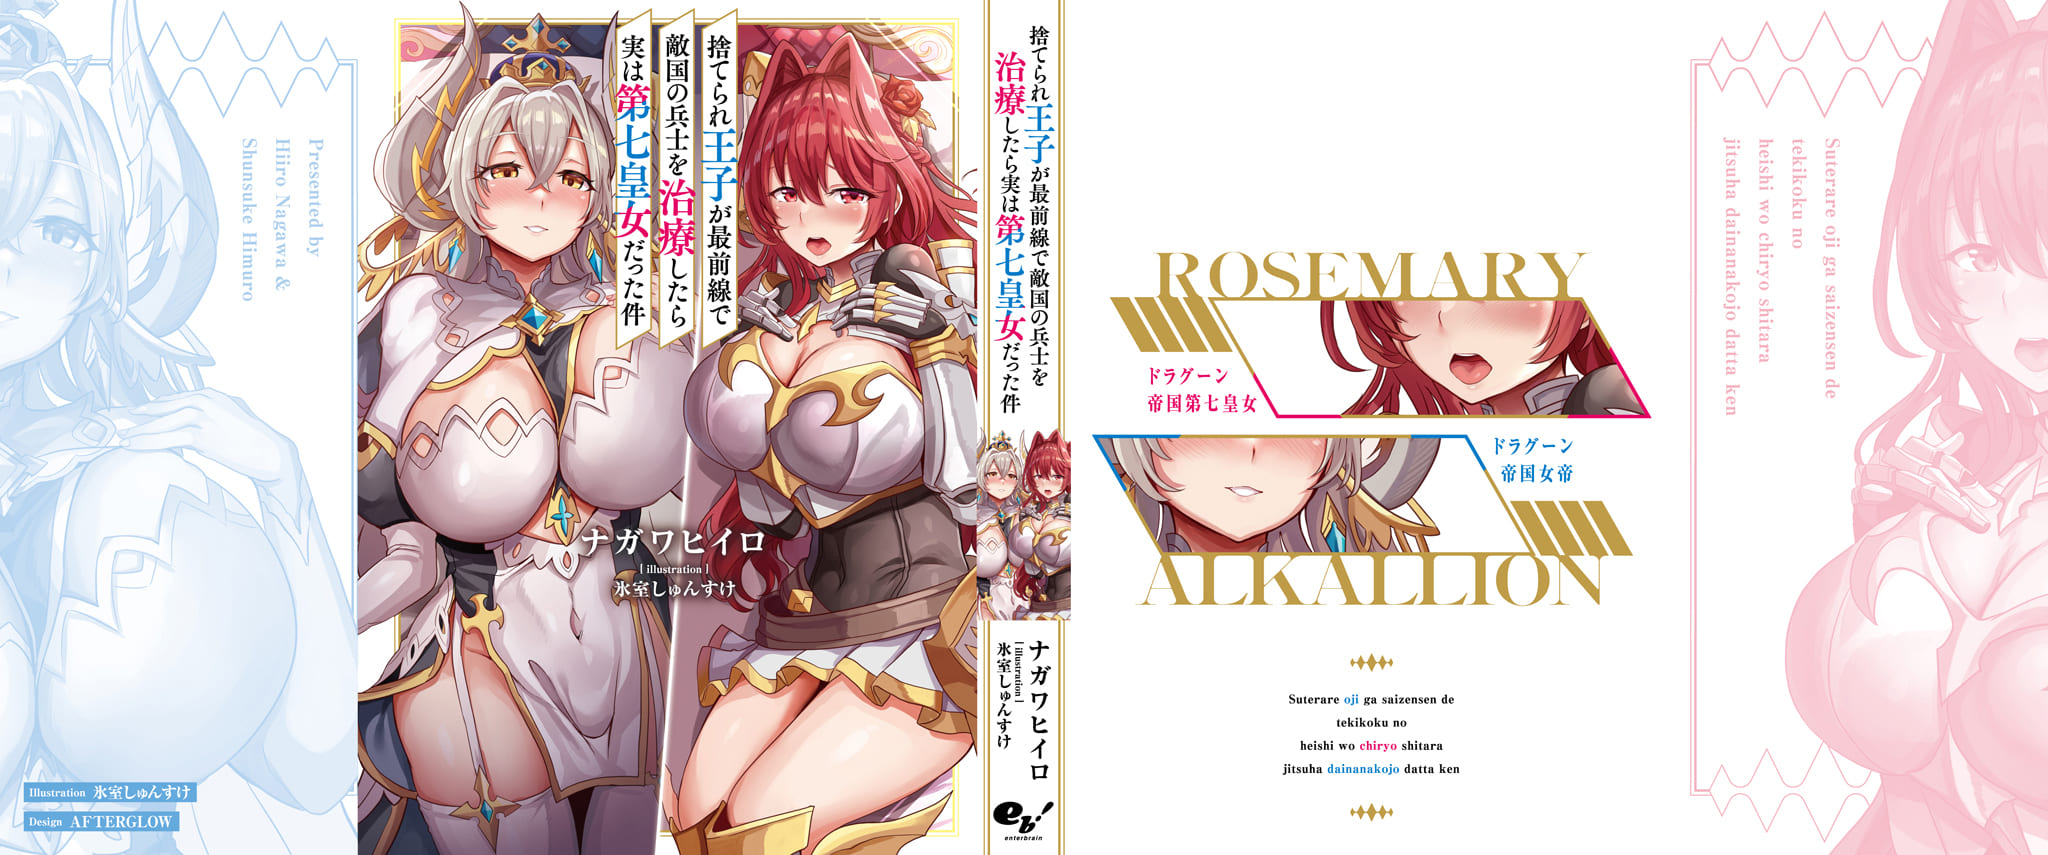 Presented by
Hiiro Nagawa &
Shunsuke Himuro
Illustration 氷室しゅんすけ
Design AFTERGLOW
捨てられ王子が最前線で
敵国の兵士を治療したら
実は第七皇女だった件
ナガワヒイロ
[ illustration ]
氷室しゅんすけ
捨てられ王子が最前線で敵国の兵士を
治療したら実は第七皇女だった件
ナガワヒイロ
[ illustration ]
氷室しゅんすけ
eb!
enterbrain
ROSEMARY
ドラグーン
帝国第七皇女
ドラグーン
帝国女帝
ALKALLION
Suterare oji ga saizensen de
tekikoku no
heishi wo chiryo shitara
jitsuha dainanakojo datta ken
Suterare oji ga saizensen de
tekikoku no
heishi wo chiryo shitara
jitsuha dainanakojo datta ken